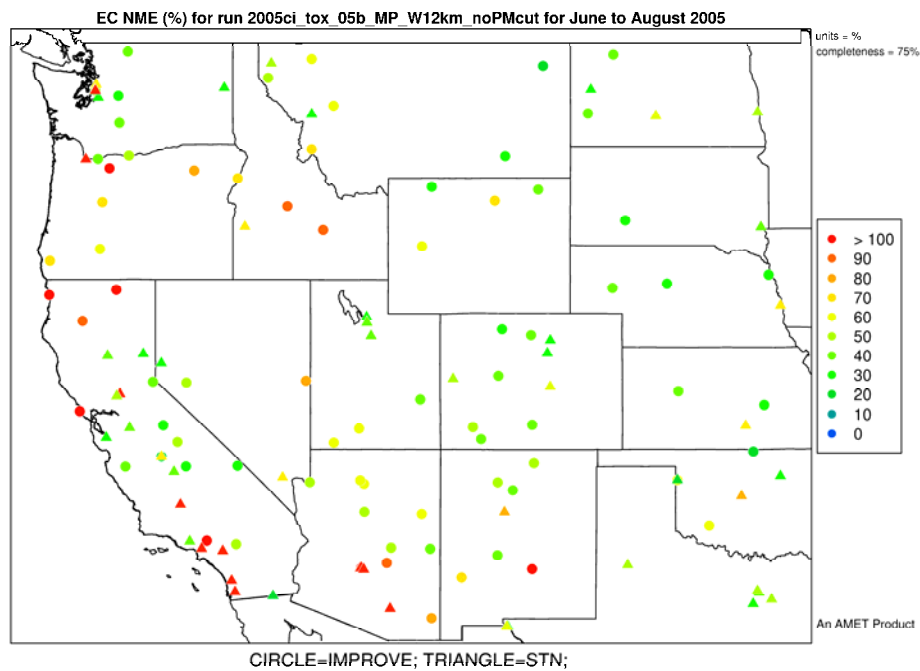 EC NME (%) for run 2005ci_tox_05b_MP_W12km_noPMcut for June to August 2005
units = %
completeness = 75%
> 100
90
80
70
60
50
40
30
20
10
0
An AMET Product
CIRCLE=IMPROVE; TRIANGLE=STN;